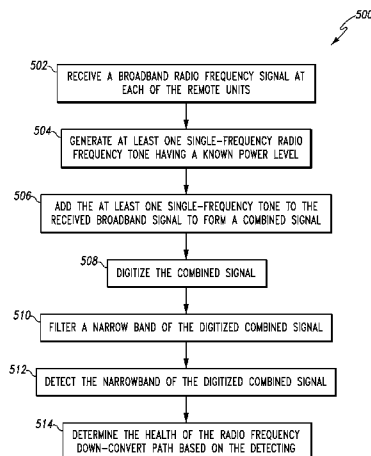 500
502
RECEIVE A BROADBAND RADIO FREQUENCY SIGNAL AT
EACH OF THE REMOTE UNITS
504
GENERATE AT LEAST ONE SINGLE-FREQUENCY RADIO
FREQUENCY TONE HAVING A KNOWN POWER LEVEL
506
ADD THE AT LEAST ONE SINGLE-FREQUENCY TONE TO THE
RECEIVED BROADBAND SIGNAL TO FORM A COMBINED SIGNAL
508
DIGITIZE THE COMBINED SIGNAL
510
FILTER A NARROW BAND OF THE DIGITIZED COMBINED SIGNAL
512
DETECT THE NARROWBAND OF THE DIGITIZED COMBINED SIGNAL
514
DETERMINE THE HEALTH OF THE RADIO FREQUENCY
DOWN-CONVERT PATH BASED ON THE DETECTING